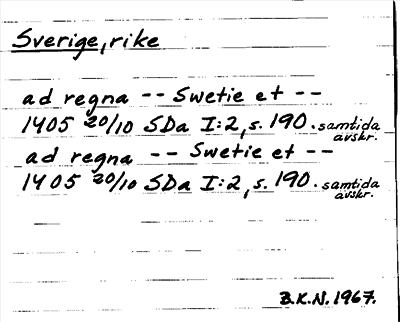 Sverige, rike
ad regna -- Swetie et --
1405 20/10 SDa I:2, s. 190. samtida avskr.
ad regna -- Swetie et --
1405 20/10 SDa I:2, s. 190. samtida avskr.
B.K.N. 1967.